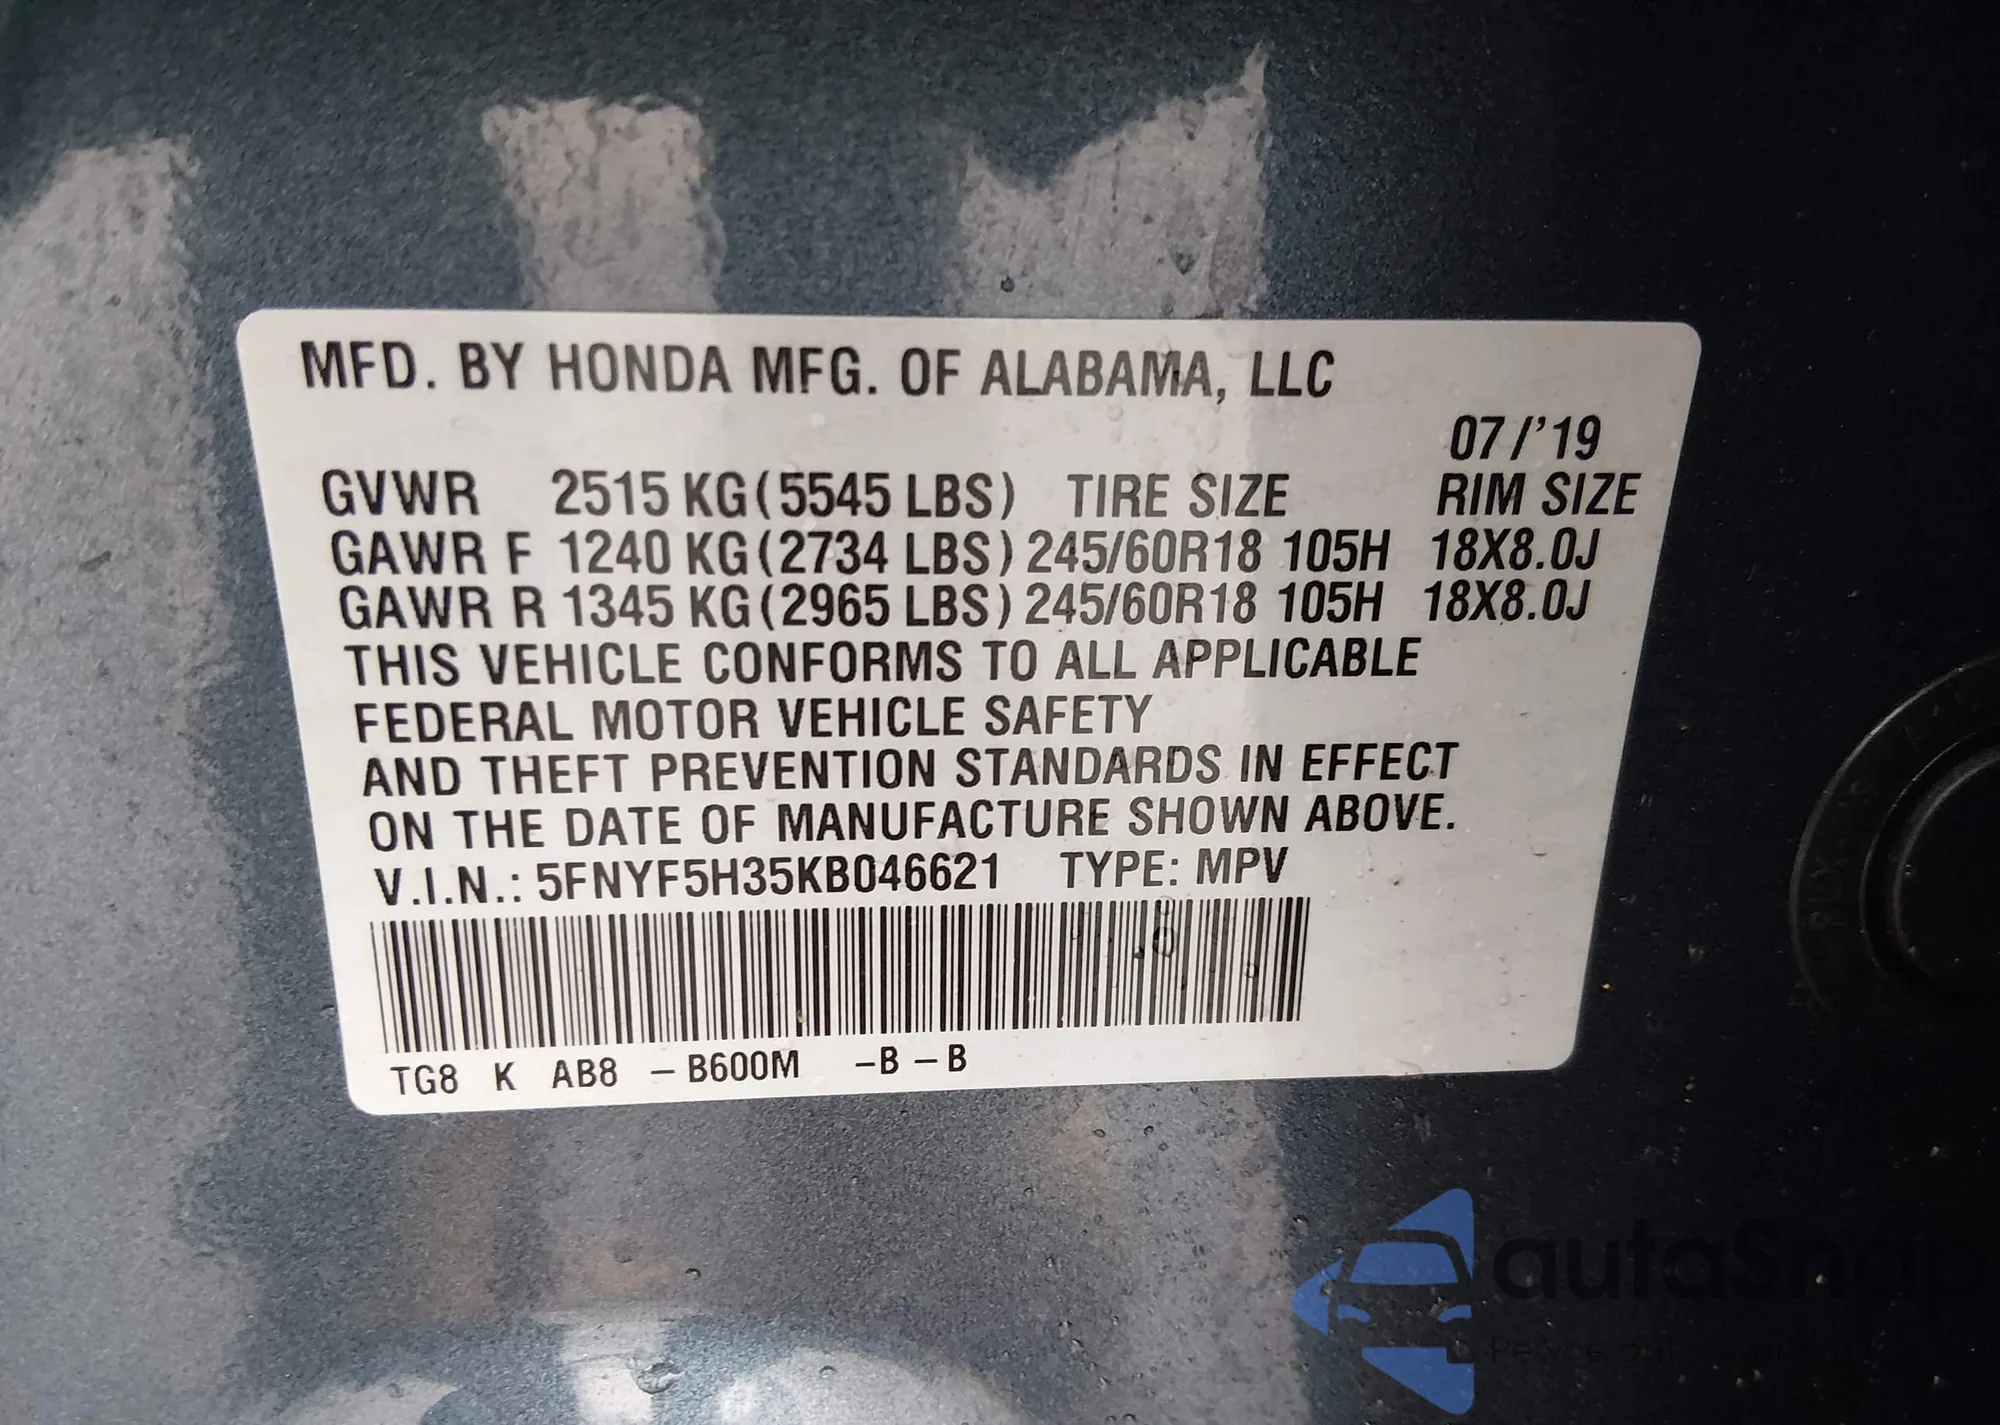 MFD. BY HONDA MFG. OF ALABAMA, LLC
07/'19
GVWR 2515 KG (5545 LBS) TIRE SIZE RIM SIZE
GAWR F 1240 KG (2734 LBS) 245/60R18 105H 18X8.0J
GAWR R 1345 KG (2965 LBS) 245/60R18 105H 18X8.0J
THIS VEHICLE CONFORMS TO ALL APPLICABLE
FEDERAL MOTOR VEHICLE SAFETY
AND THEFT PREVENTION STANDARDS IN EFFECT
ON THE DATE OF MANUFACTURE SHOWN ABOVE.
V.I.N.: 5FNYF5H35KB046621 TYPE: MPV
TG8 K AB8 – B600M – B – B
autaSnap